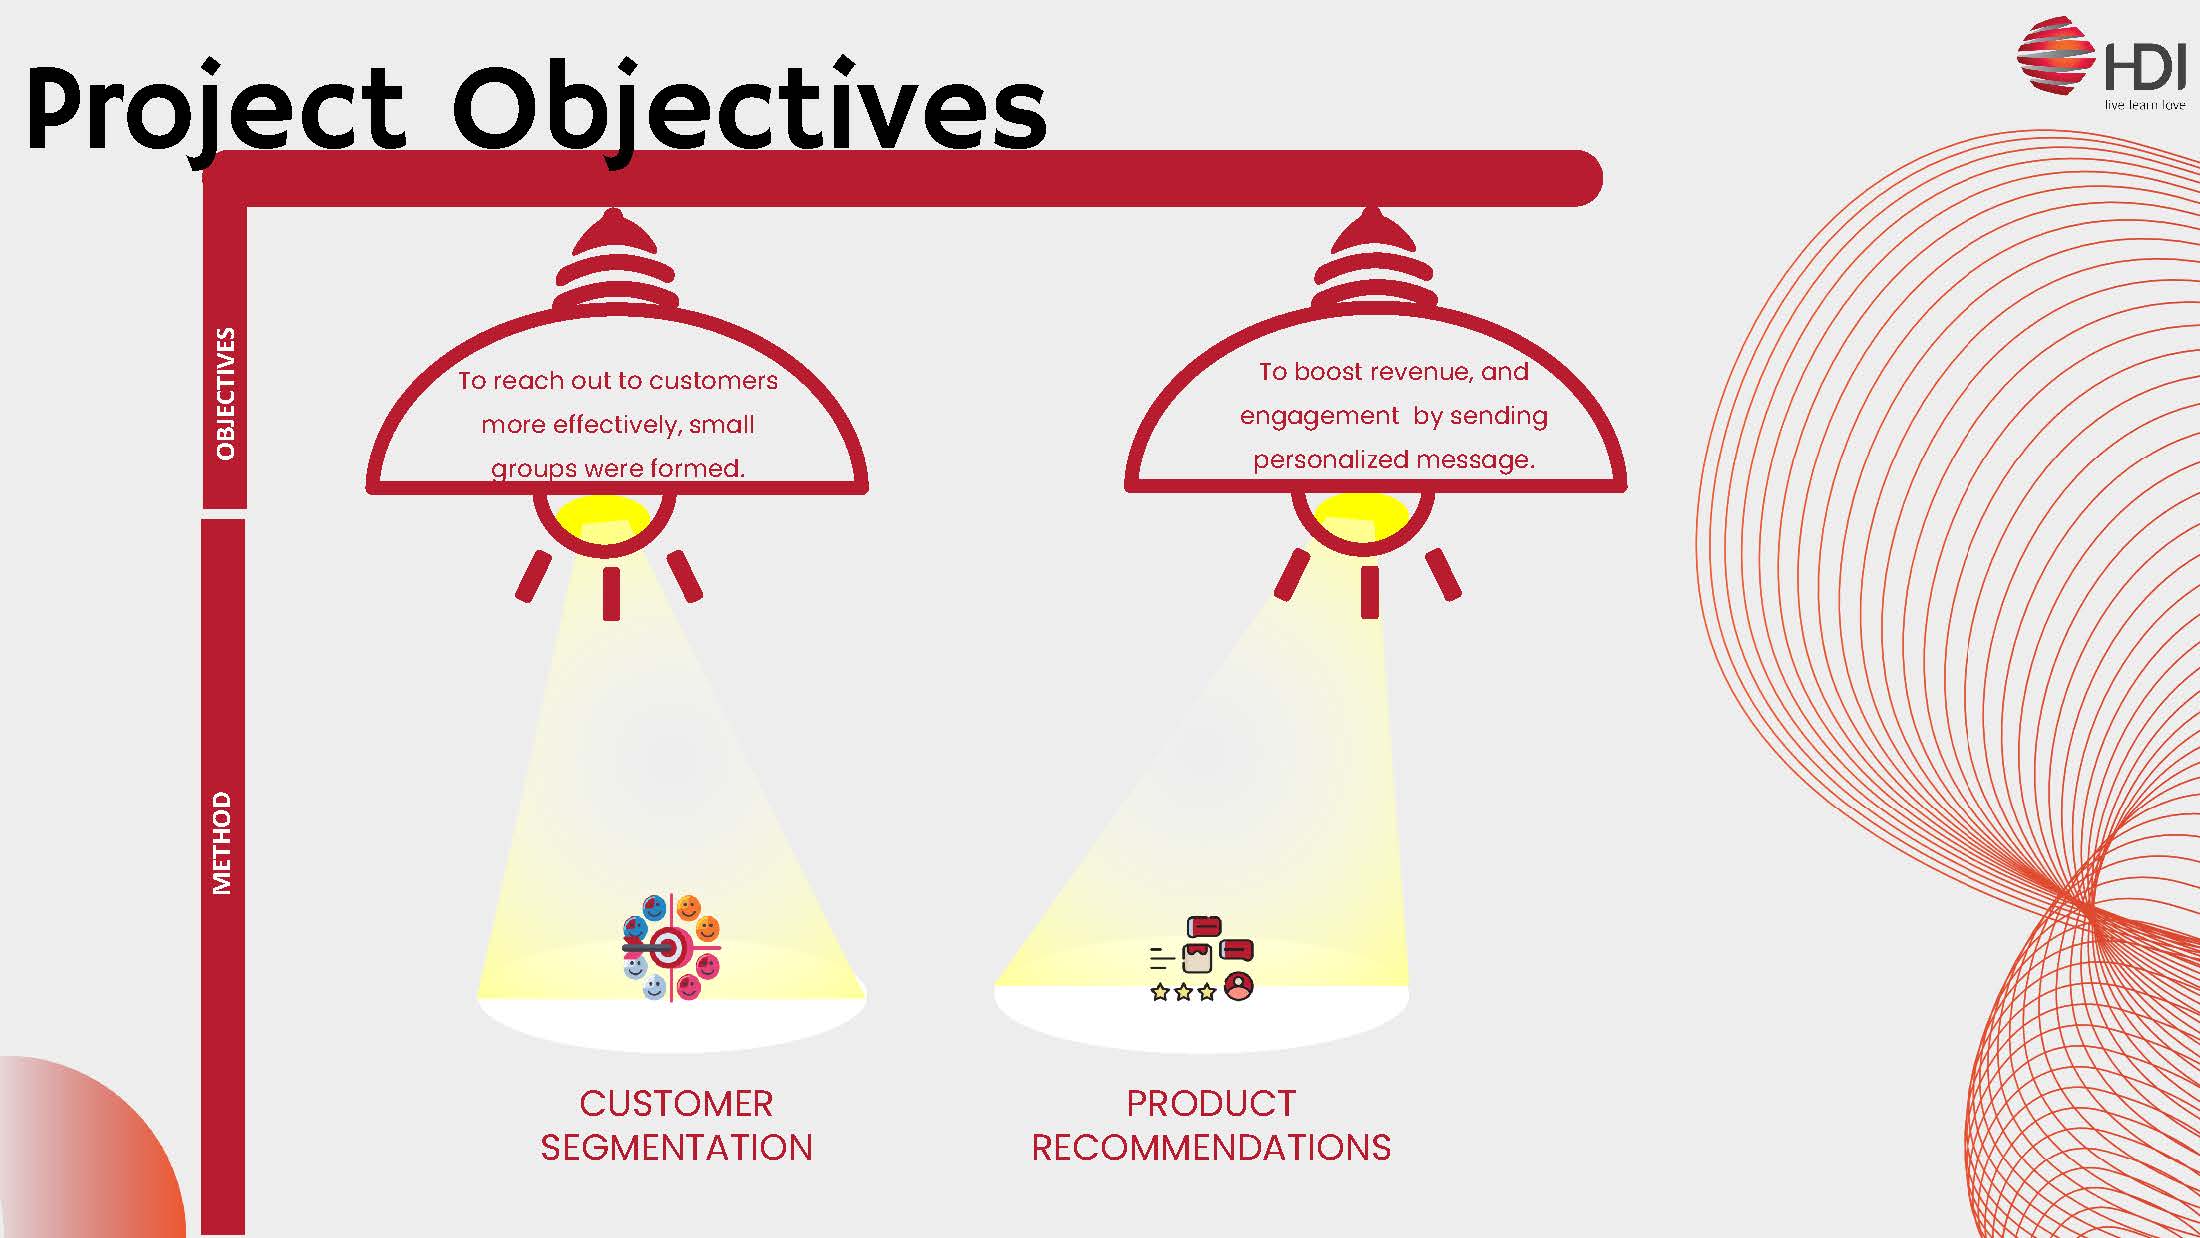 Project Objectives
HDI
live learn love
OBJECTIVES
To reach out to customers
more effectively, small
groups were formed.
To boost revenue, and
engagement  by sending
personalized message.
METHOD
CUSTOMER
SEGMENTATION
PRODUCT
RECOMMENDATIONS